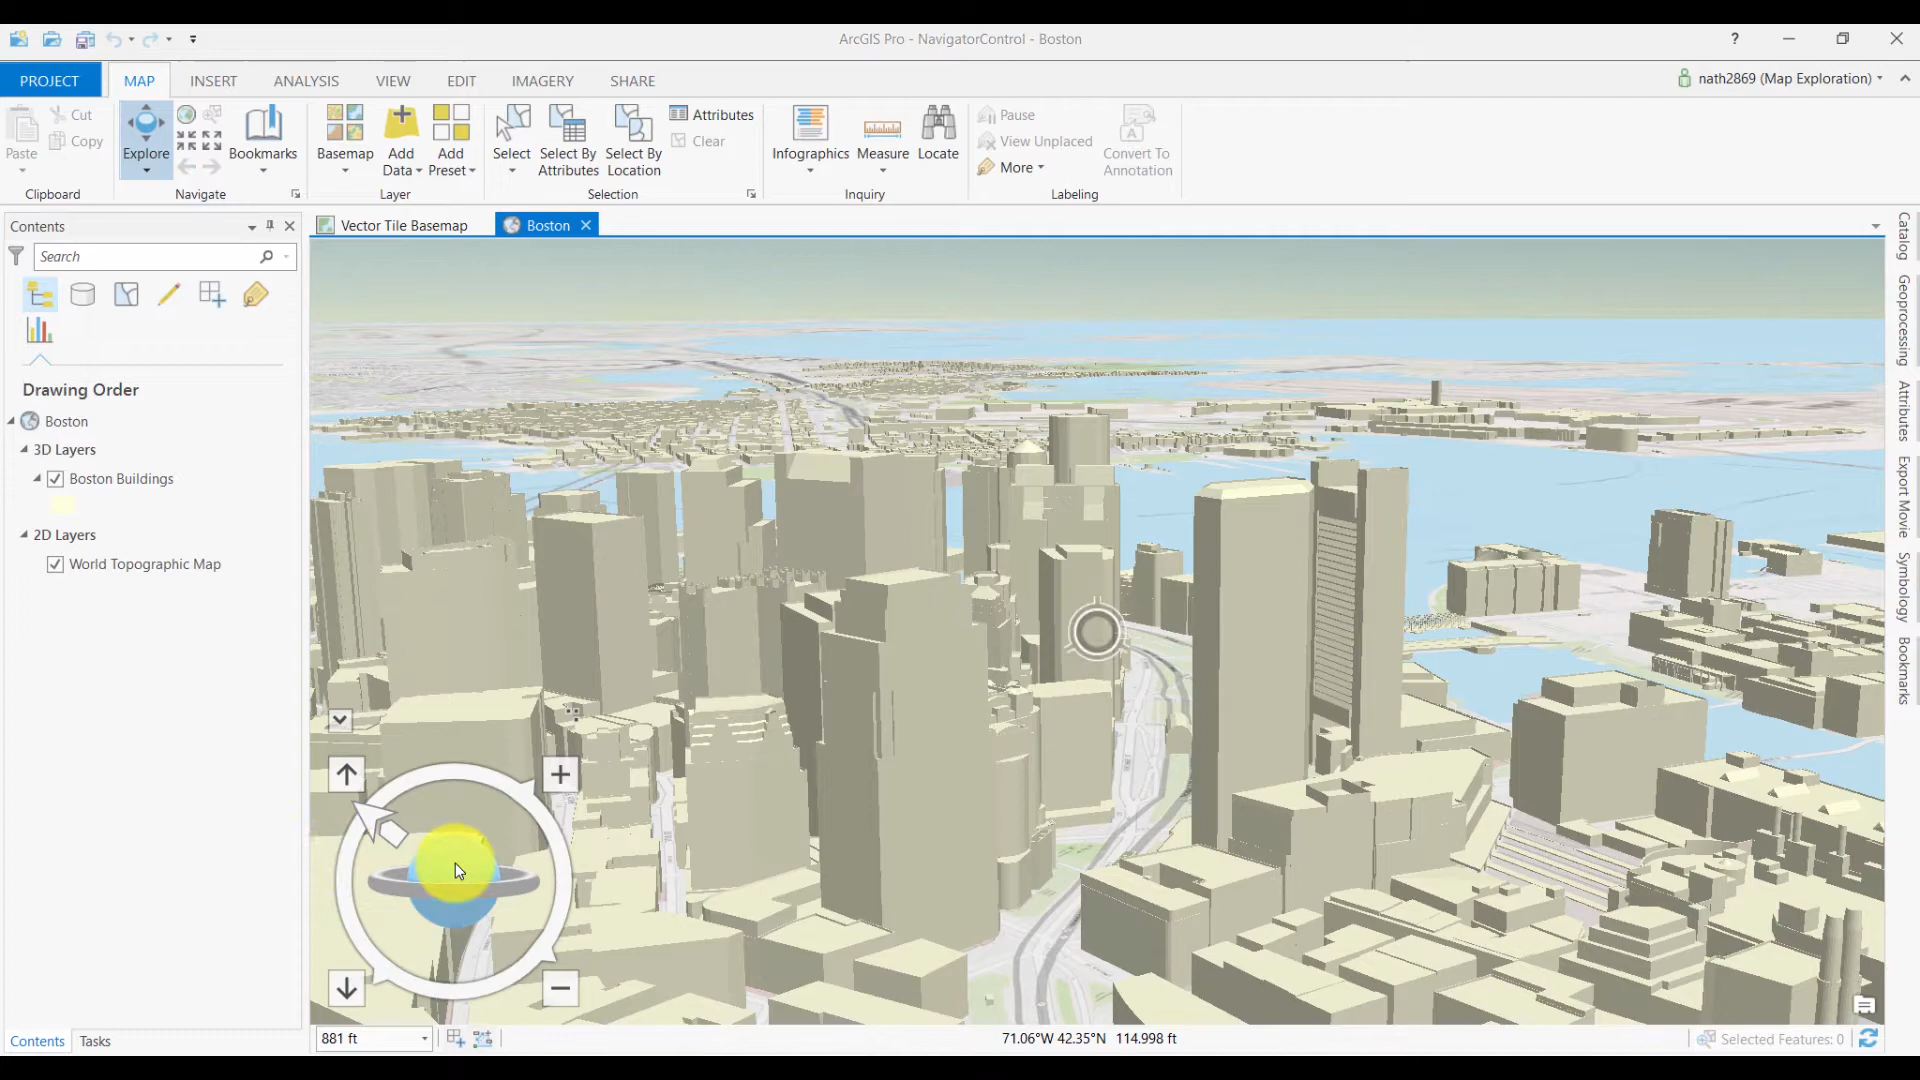 ArcGIS Pro - NavigatorControl - Boston
?
PROJECT
MAP
INSERT
ANALYSIS
VIEW
EDIT
IMAGERY
SHARE
nath2869 (Map Exploration)
Paste
Cut
Copy
Clipboard
Explore
Bookmarks
Navigate
Basemap
Add Data
Add Preset
Layer
Select
Select By Attributes
Select By Location
Attributes
Clear
Selection
Infographics
Measure
Locate
Inquiry
Pause
View Unplaced
More
Convert To Annotation
Labeling
Contents
Search
Drawing Order
Boston
3D Layers
Boston Buildings
2D Layers
World Topographic Map
Vector Tile Basemap
Boston
Catalog
Geoprocessing
Attributes
Export Movie
Symbology
Bookmarks
Contents
Tasks
881 ft
71.06°W 42.35°N 114.998 ft
Selected Features: 0